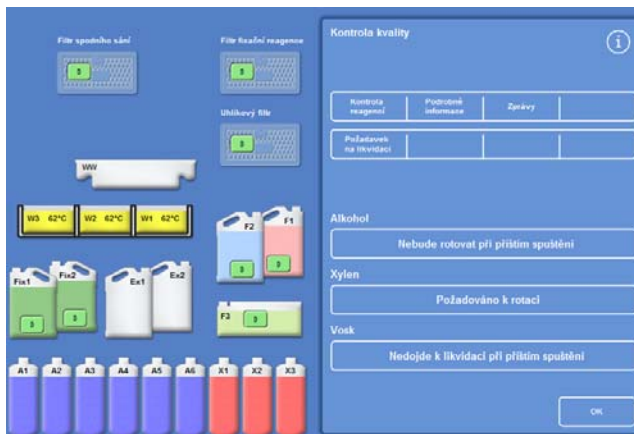 Filtr spodního sání
Filtr fixační reagence
Uhlíkový filtr
WW
W3 62°C
W2 62°C
W1 62°C
F2
F1
Fix1
Fix2
Ex1
Ex2
F3
A1
A2
A3
A4
A5
A6
X1
X2
X3
Kontrola kvality
i
Kontrola
reagencí
Podrobné
informace
Zprávy
Požadavek
na likvidaci
Alkohol
Nebude rotovat při příštím spuštění
Xylen
Požadováno k rotaci
Vosk
Nedojde k likvidaci při příštím spuštění
OK